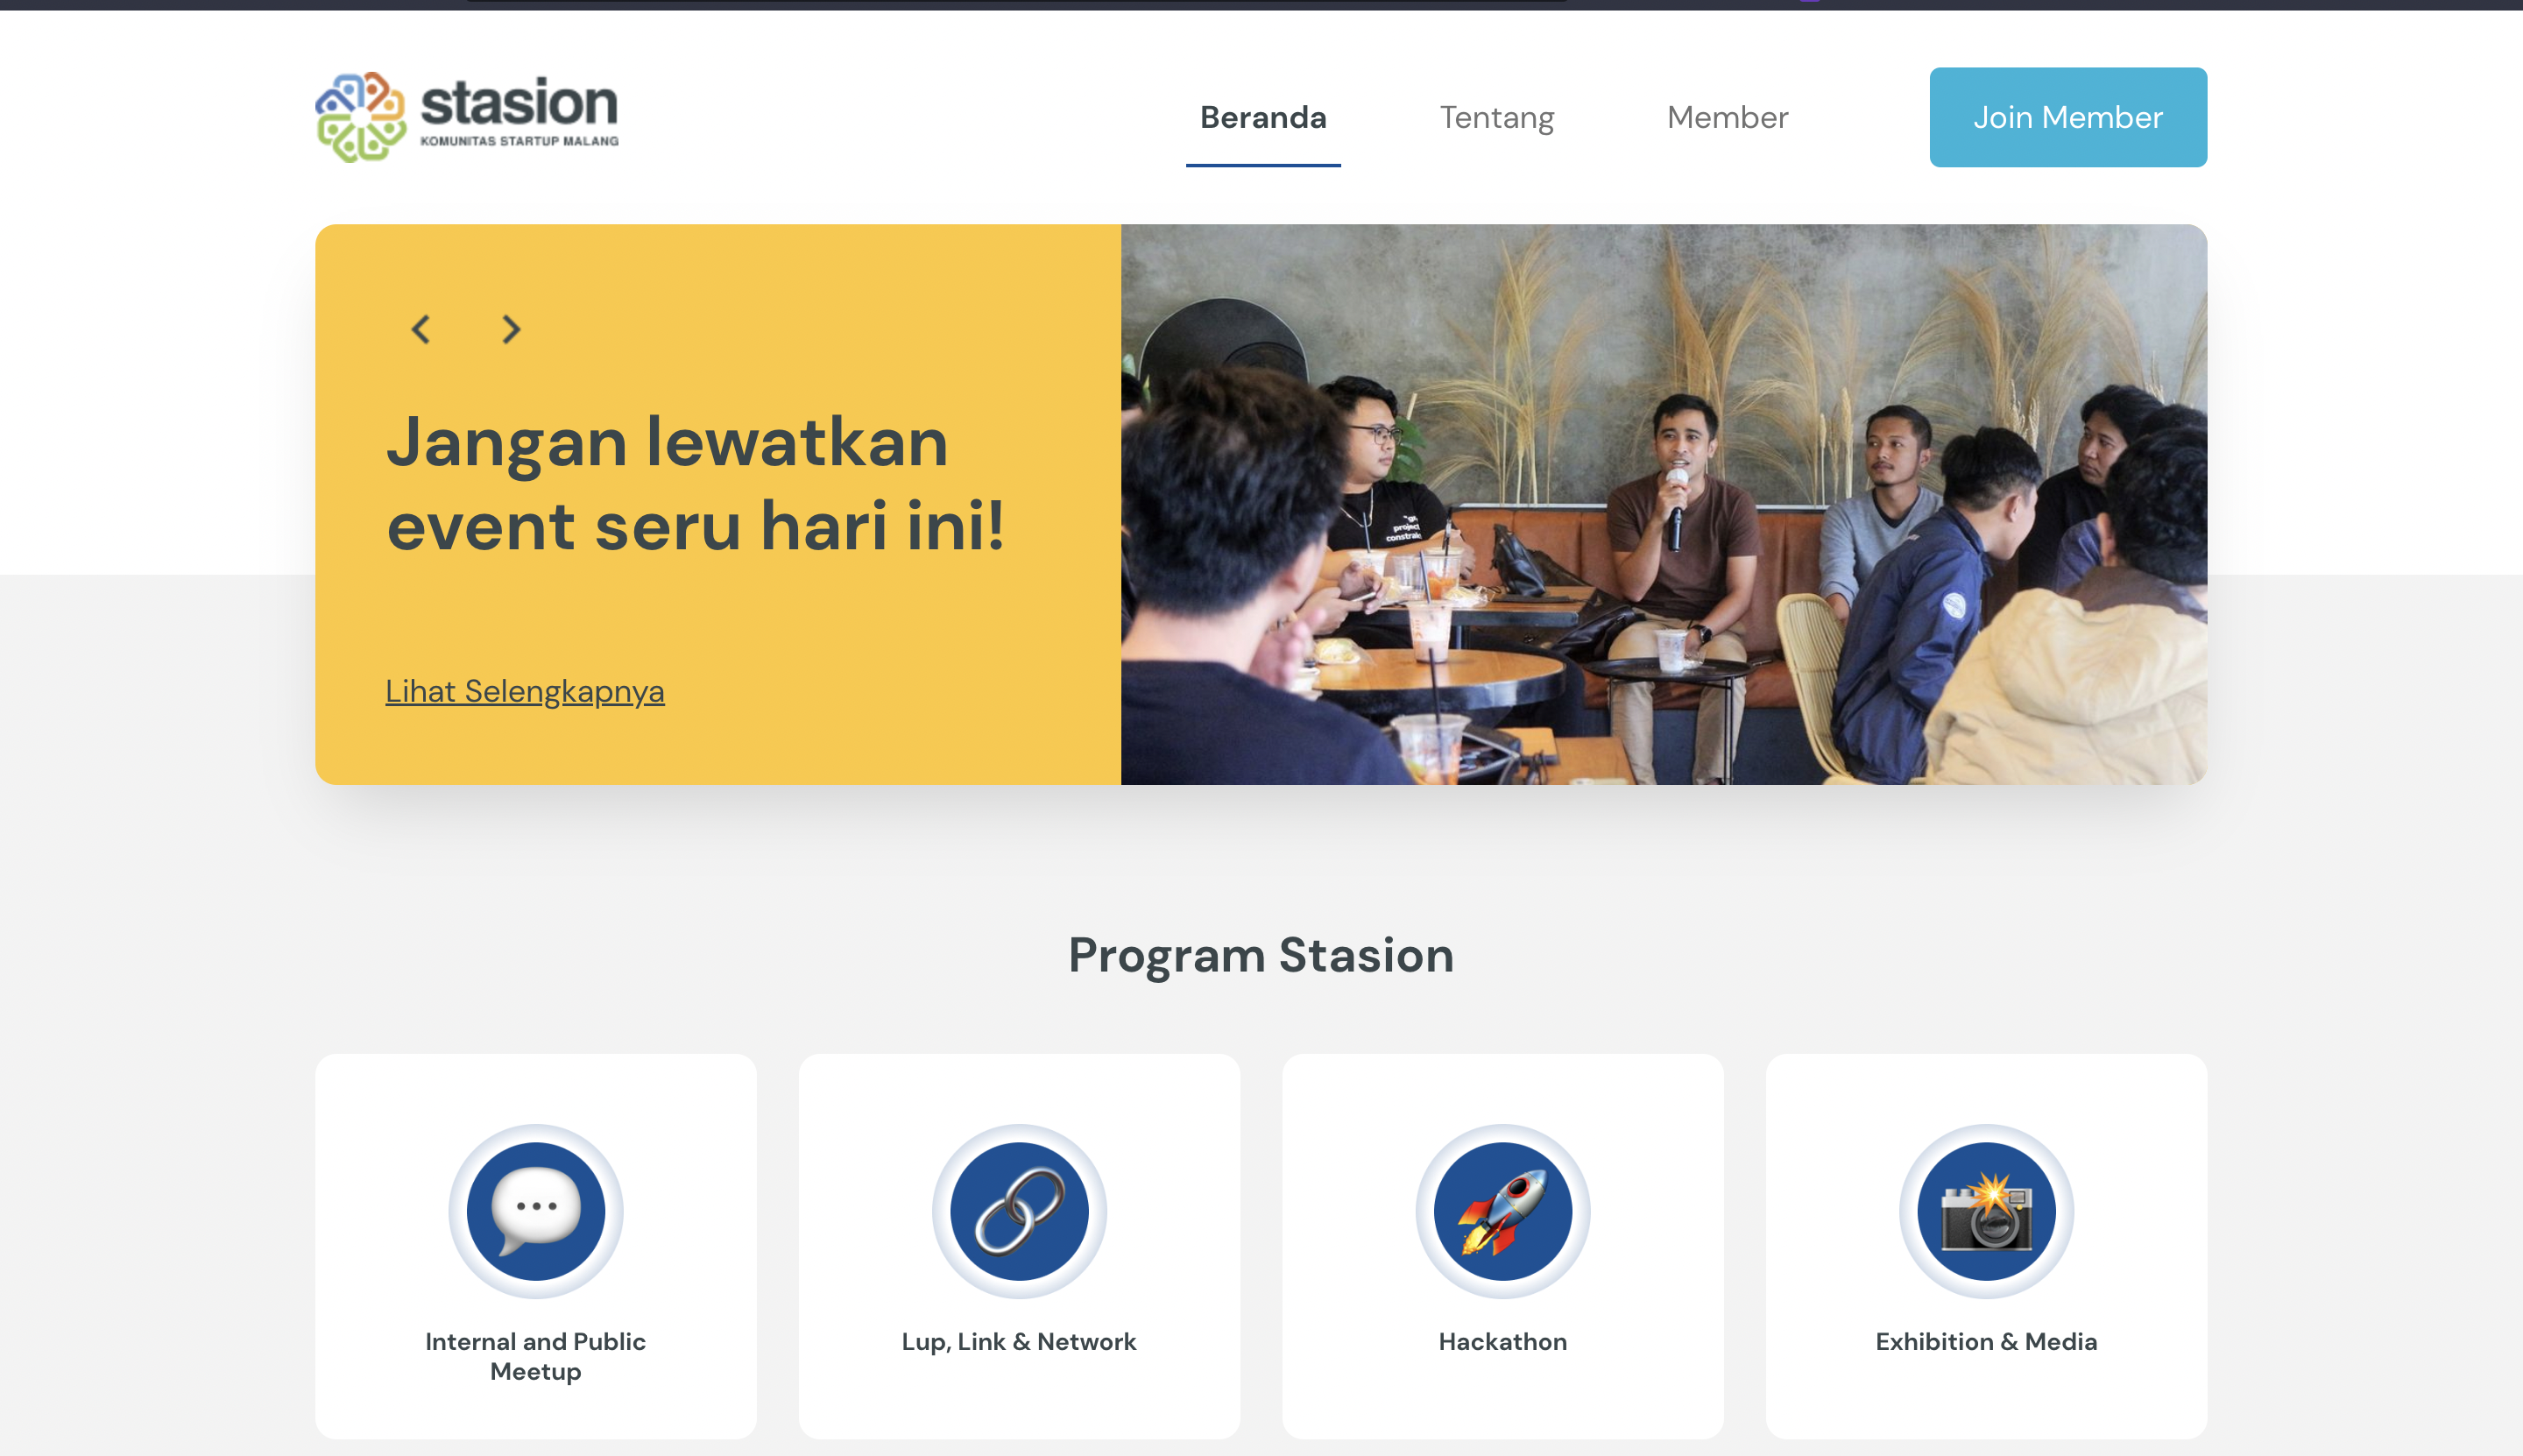 stasion
KOMUNITAS STARTUP MALANG
Beranda
Tentang
Member
Join Member
Jangan lewatkan
event seru hari ini!
Lihat Selengkapnya
project
Program Stasion
Internal and Public
Meetup
Lup, Link & Network
Hackathon
Exhibition & Media